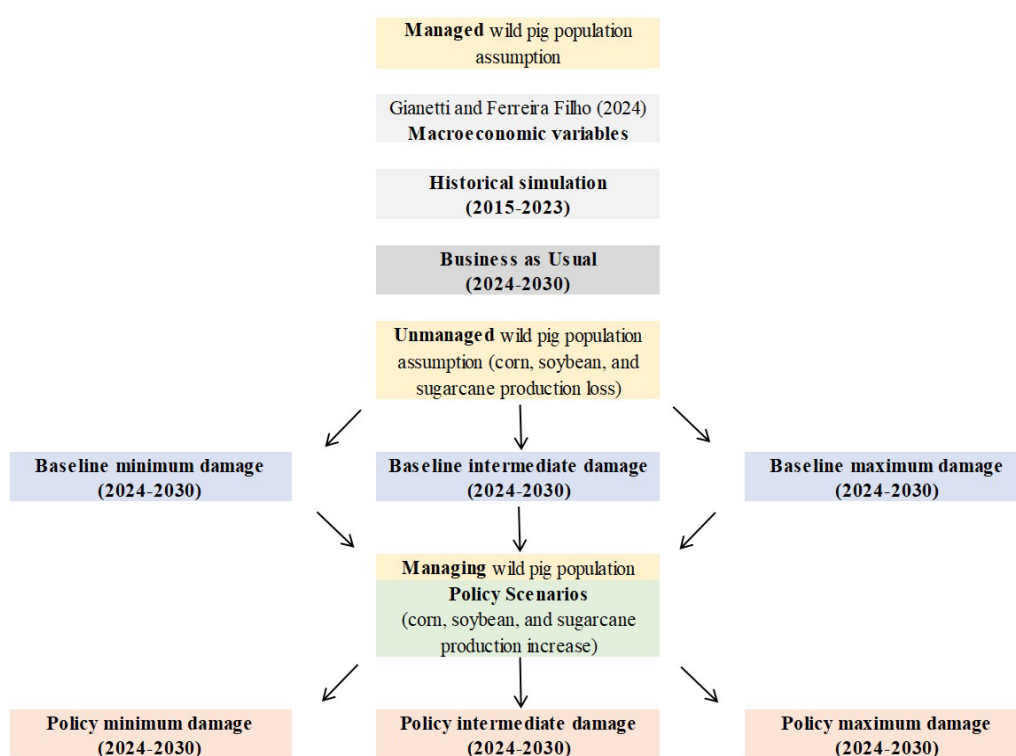 Managed wild pig population
assumption
Gianetti and Ferreira Filho (2024)
Macroeconomic variables
Historical simulation
(2015-2023)
Business as Usual
(2024-2030)
Unmanaged wild pig population
assumption (corn, soybean, and
sugarcane production loss)
Baseline minimum damage
(2024-2030)
Baseline intermediate damage
(2024-2030)
Baseline maximum damage
(2024-2030)
Managing wild pig population
Policy Scenarios
(corn, soybean, and sugarcane
production increase)
Policy minimum damage
(2024-2030)
Policy intermediate damage
(2024-2030)
Policy maximum damage
(2024-2030)